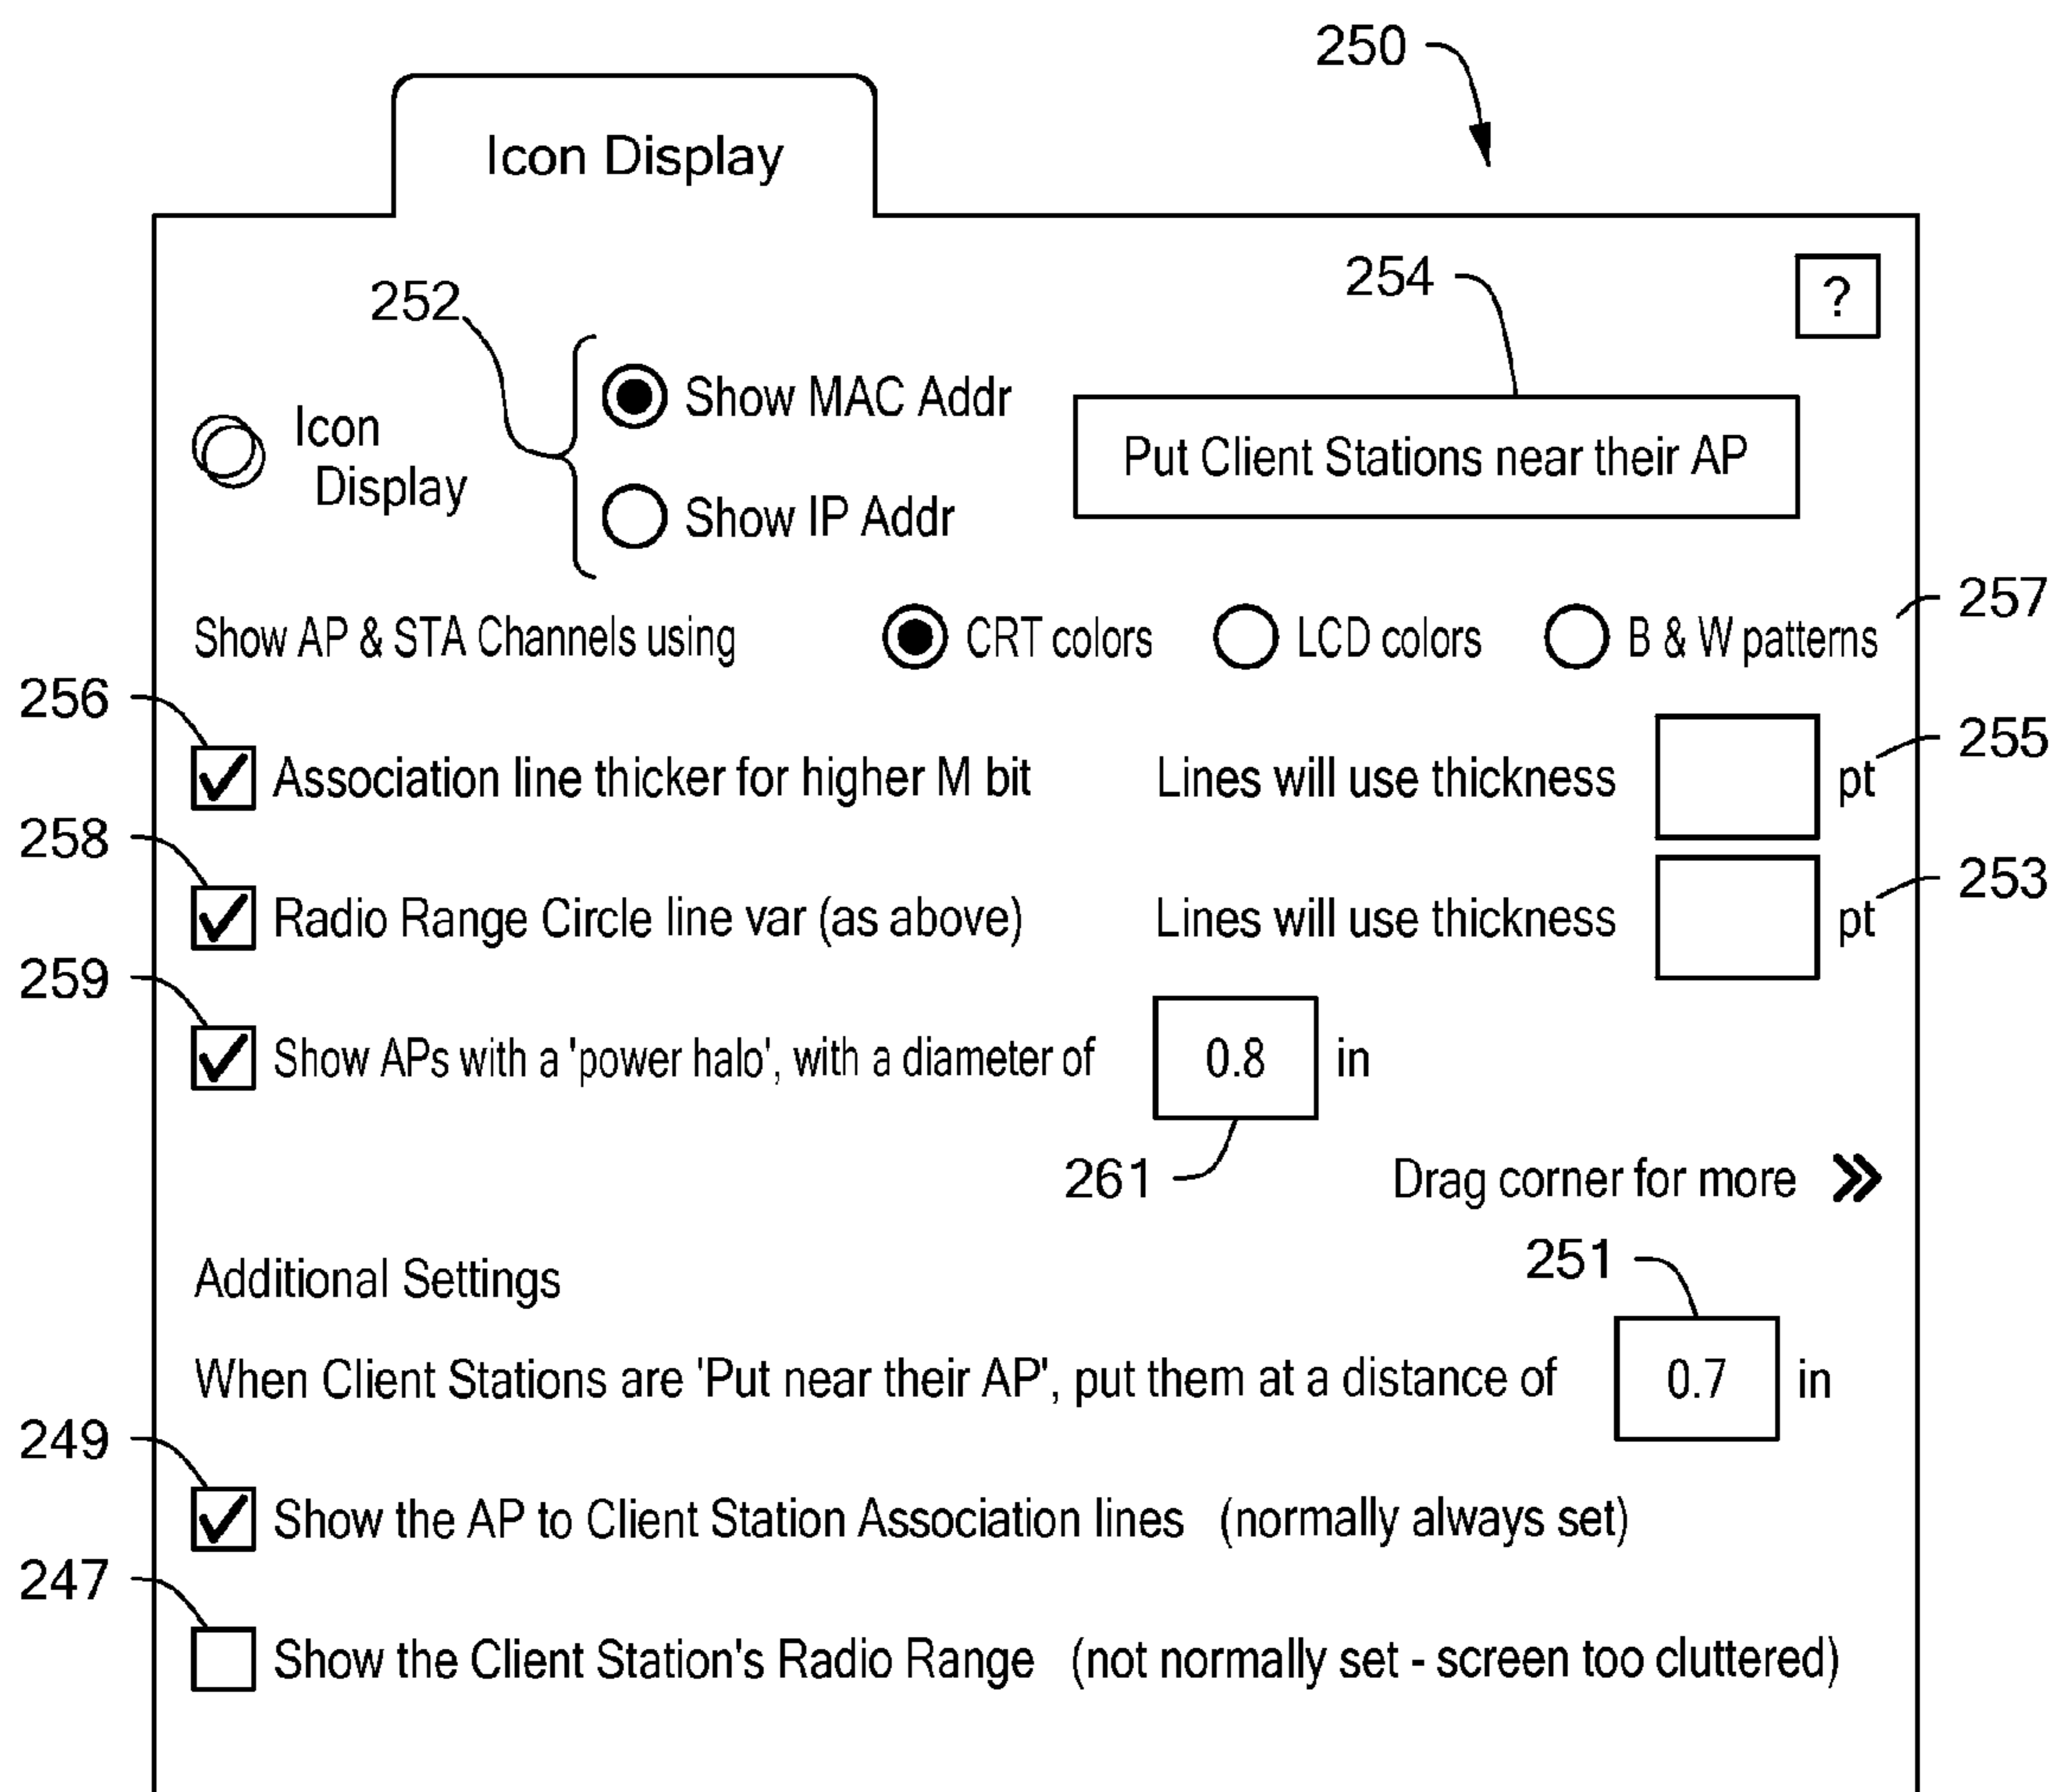 250
Icon Display
252
254
?
Show MAC Addr
Icon
Display
Put Client Stations near their AP
Show IP Addr
257
Show AP & STA Channels using CRT colors LCD colors B & W patterns
256
255
Association line thicker for higher M bit Lines will use thickness pt
258
253
Radio Range Circle line var (as above) Lines will use thickness pt
259
Show APs with a 'power halo', with a diameter of 0.8 in
261
Drag corner for more »
251
Additional Settings
When Client Stations are 'Put near their AP', put them at a distance of 0.7 in
249
Show the AP to Client Station Association lines (normally always set)
247
Show the Client Station's Radio Range (not normally set - screen too cluttered)